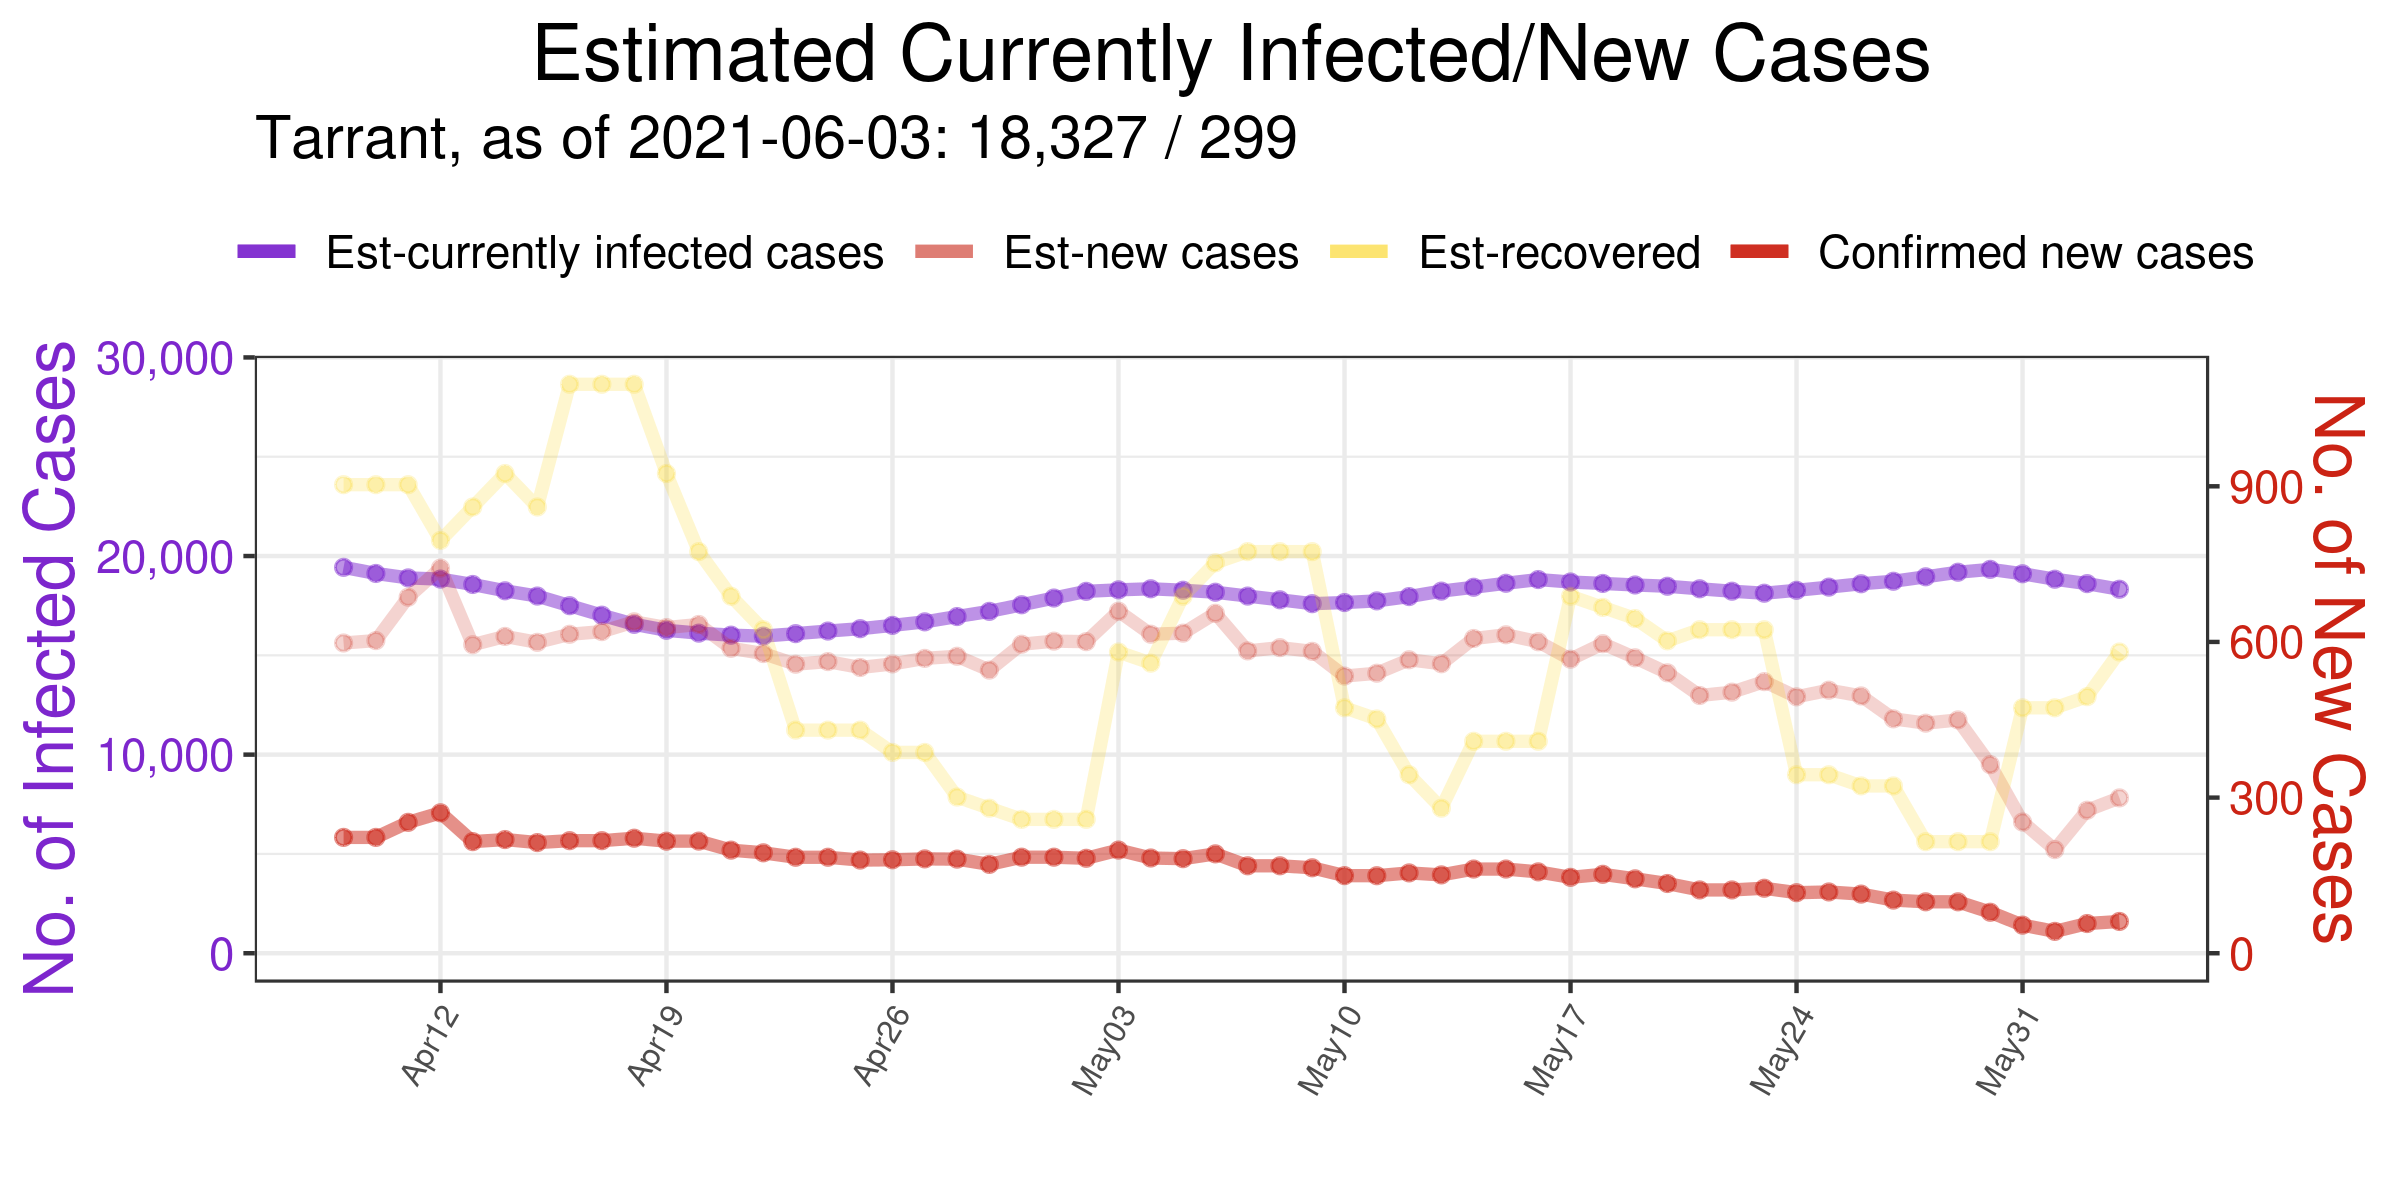 Estimated Currently Infected/New Cases
Tarrant, as of 2021-06-03: 18,327 / 299
Est-currently infected cases Est-new cases Est-recovered Confirmed new cases
No. of Infected Cases
30,000
20,000
10,000
0
No. of New Cases
900
600
300
0
Apr12 Apr19 Apr26 May03 May10 May17 May24 May31